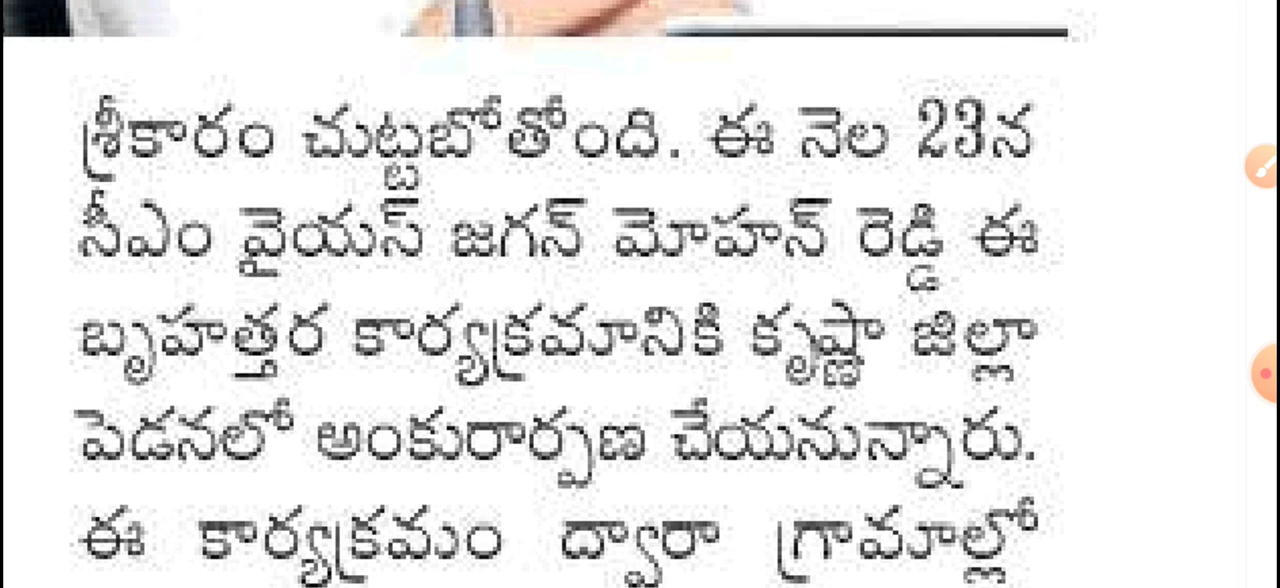 శ్రీకారం చుట్టబోతోంది. ఈ నెల 23న
సీఎం వైయస్ జగన్ మోహన్ రెడ్డి ఈ
బృహత్తర కార్యక్రమానికి కృష్ణా జిల్లా
పెడనలో అంకురార్పణ చేయనున్నారు.
ఈ కార్యక్రమం ద్వారా గ్రామాల్లో